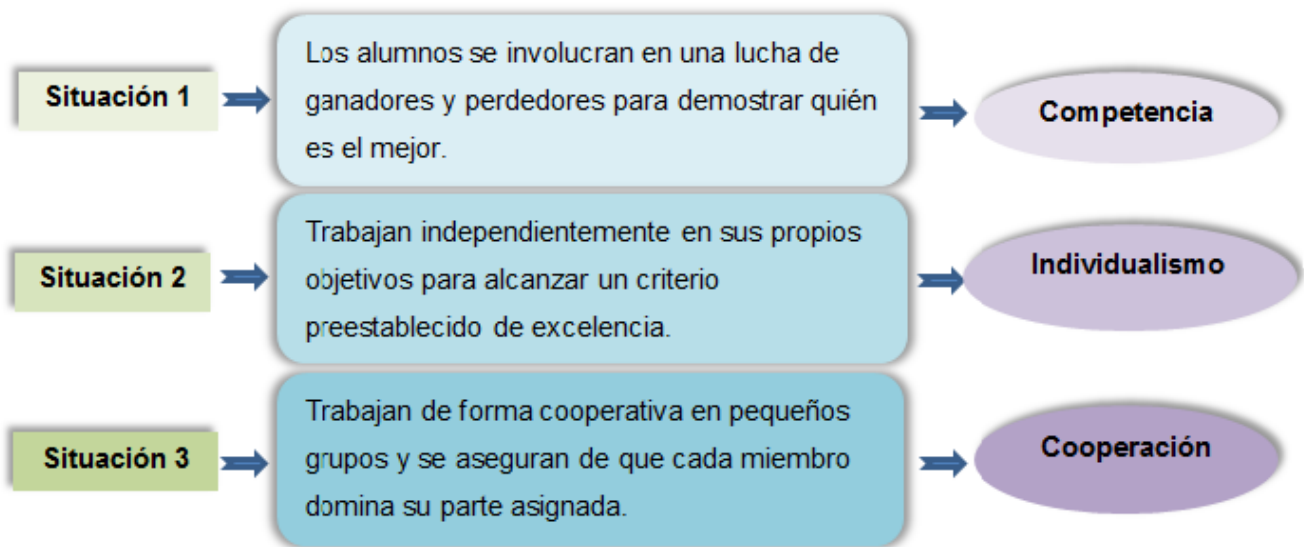 Situación 1
Los alumnos se involucran en una lucha de
ganadores y perdedores para demostrar quién
es el mejor.
Competencia
Situación 2
Trabajan independientemente en sus propios
objetivos para alcanzar un criterio
preestablecido de excelencia.
Individualismo
Situación 3
Trabajan de forma cooperativa en pequeños
grupos y se aseguran de que cada miembro
domina su parte asignada.
Cooperación